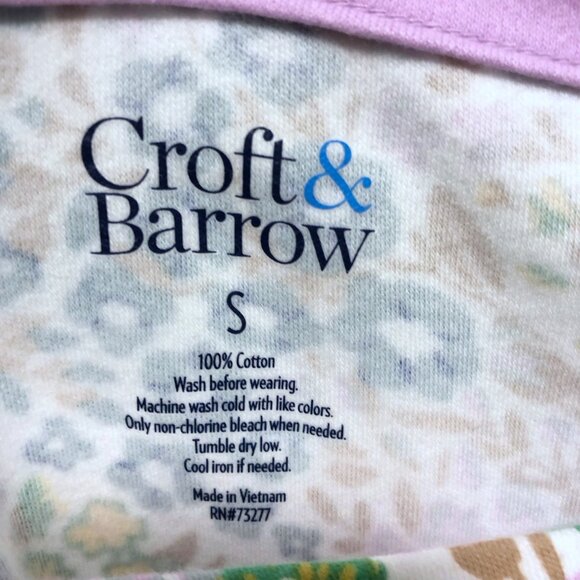 Croft &
Barrow
S
100% Cotton
Wash before wearing.
Machine wash cold with like colors.
Only non-chlorine bleach when needed.
Tumble dry low.
Cool iron if needed.
Made in Vietnam
RN#73277